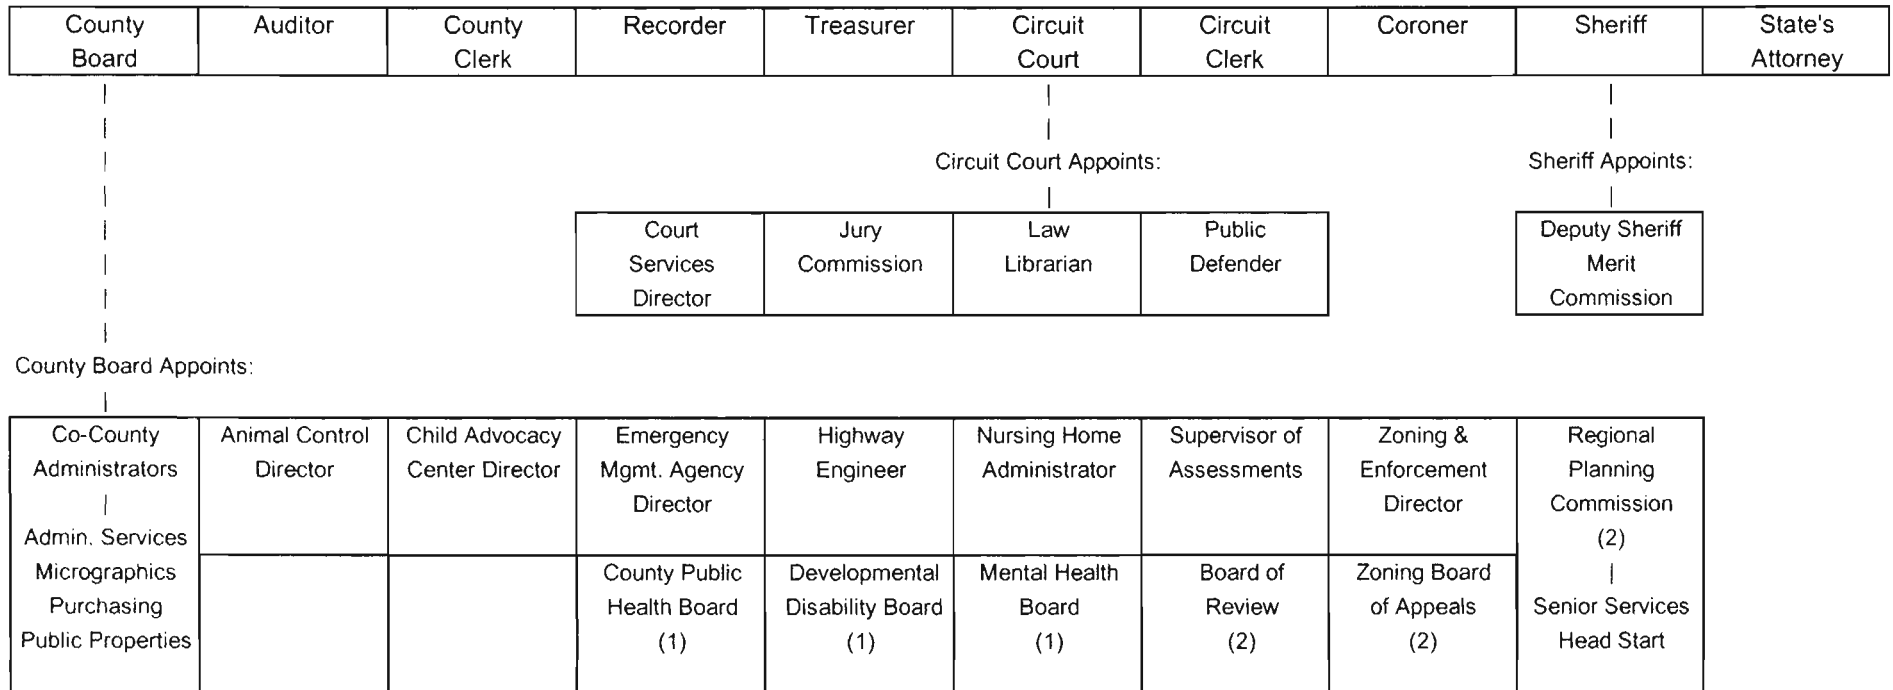 County
Board
Auditor
County
Clerk
Recorder
Treasurer
Circuit
Court
Circuit
Clerk
Coroner
Sheriff
State's
Attorney
Circuit Court Appoints:
Sheriff Appoints:
Court
Services
Director
Jury
Commission
Law
Librarian
Public
Defender
Deputy Sheriff
Merit
Commission
County Board Appoints:
Co-County
Administrators
Admin. Services
Micrographics
Purchasing
Public Properties
Animal Control
Director
Child Advocacy
Center Director
Emergency
Mgmt. Agency
Director
Highway
Engineer
Nursing Home
Administrator
Supervisor of
Assessments
Zoning &
Enforcement
Director
Regional
Planning
Commission
(2)
Senior Services
Head Start
County Public
Health Board
(1)
Developmental
Disability Board
(1)
Mental Health
Board
(1)
Board of
Review
(2)
Zoning Board
of Appeals
(2)